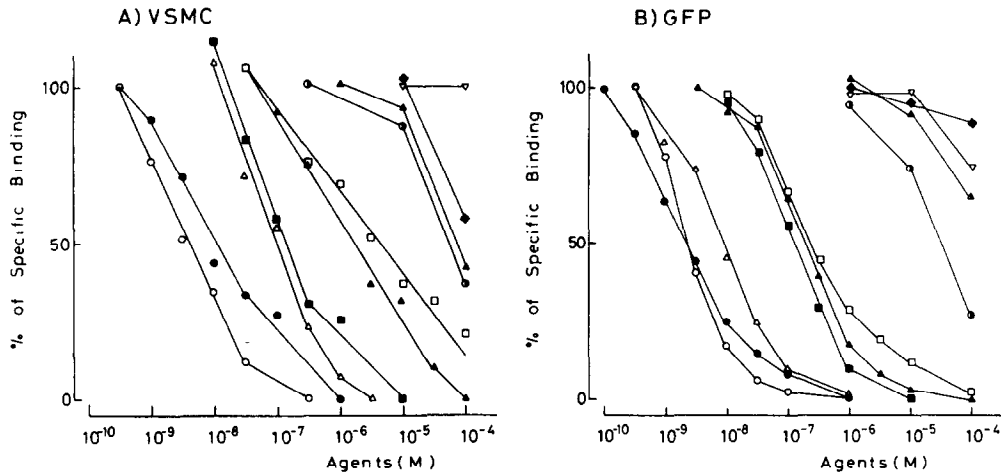 A) VSMC
B) GFP
% of Specific Binding
100
50
0
10⁻¹⁰ 10⁻⁹ 10⁻⁸ 10⁻⁷ 10⁻⁶ 10⁻⁵ 10⁻⁴
Agents (M)
% of Specific Binding
100
50
0
10⁻¹⁰ 10⁻⁹ 10⁻⁸ 10⁻⁷ 10⁻⁶ 10⁻⁵ 10⁻⁴
Agents (M)